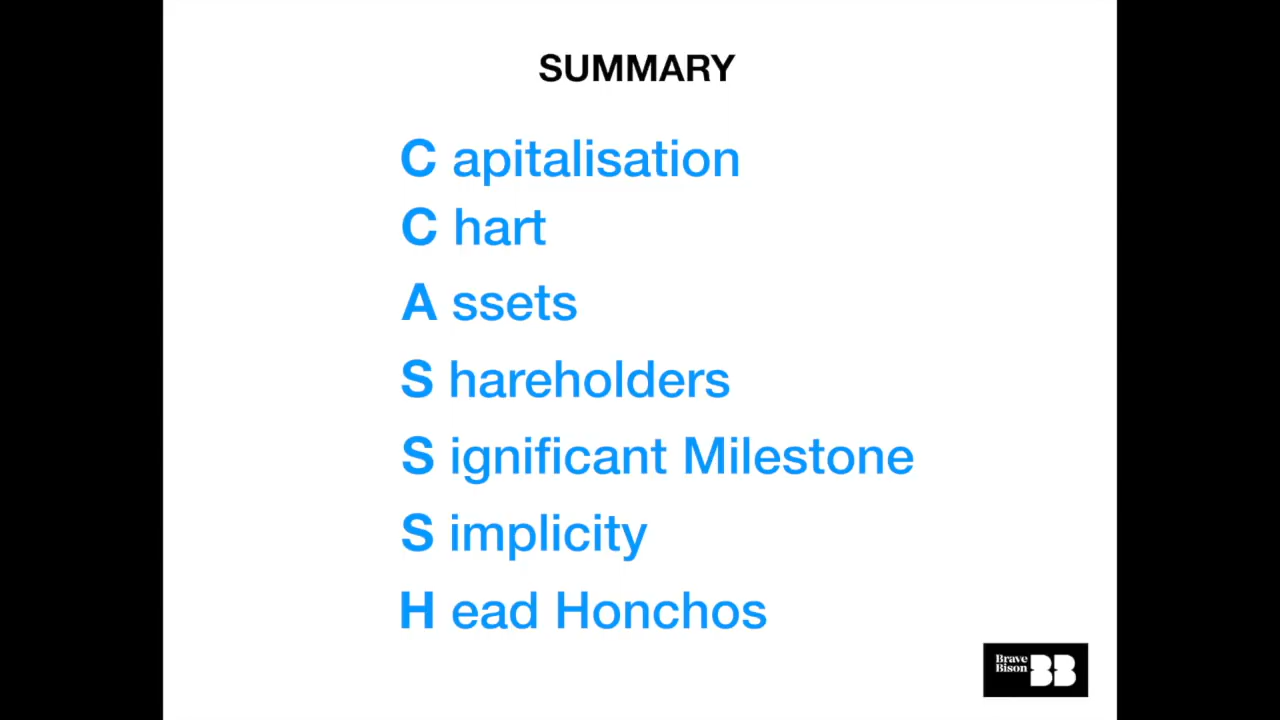 SUMMARY
C apitalisation
C hart
A ssets
S hareholders
S ignificant Milestone
S implicity
H ead Honchos
Brave
Bison
BB